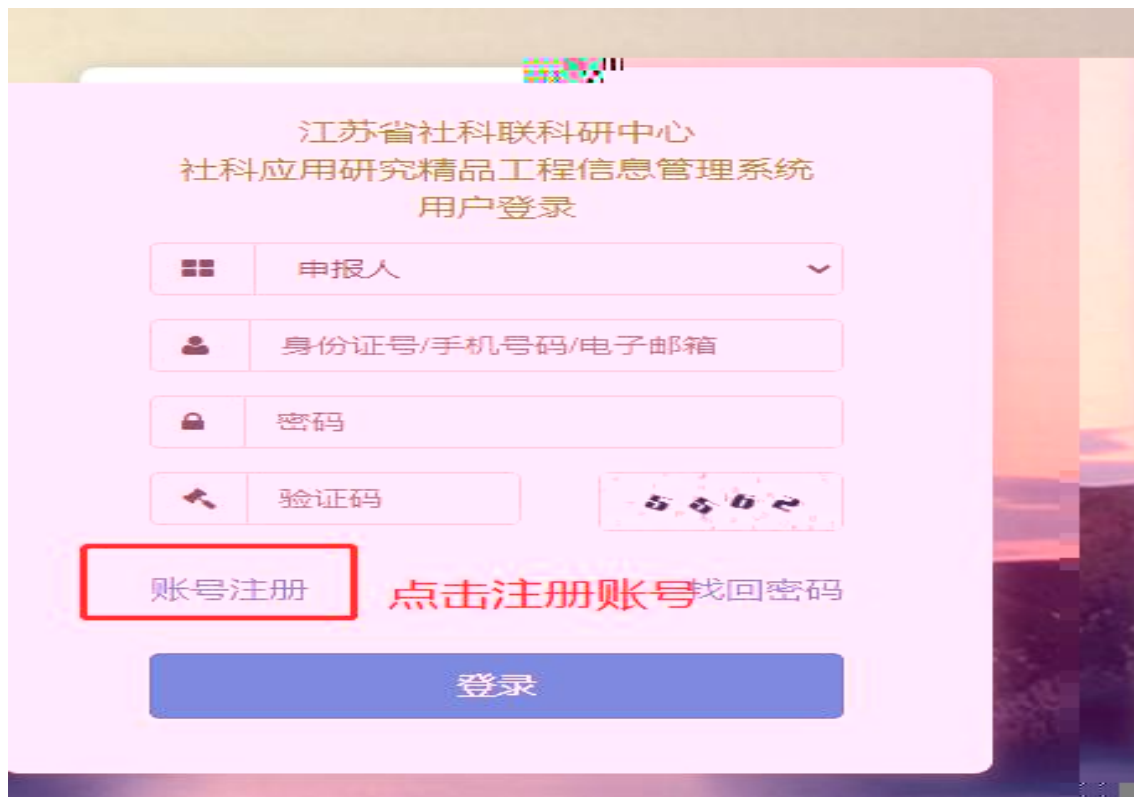 江苏省社科联科研中心
社科应用研究精品工程信息管理系统
用户登录
申报人
身份证号/手机号码/电子邮箱
密码
验证码 5562
账号注册 点击注册账号 找回密码
登录